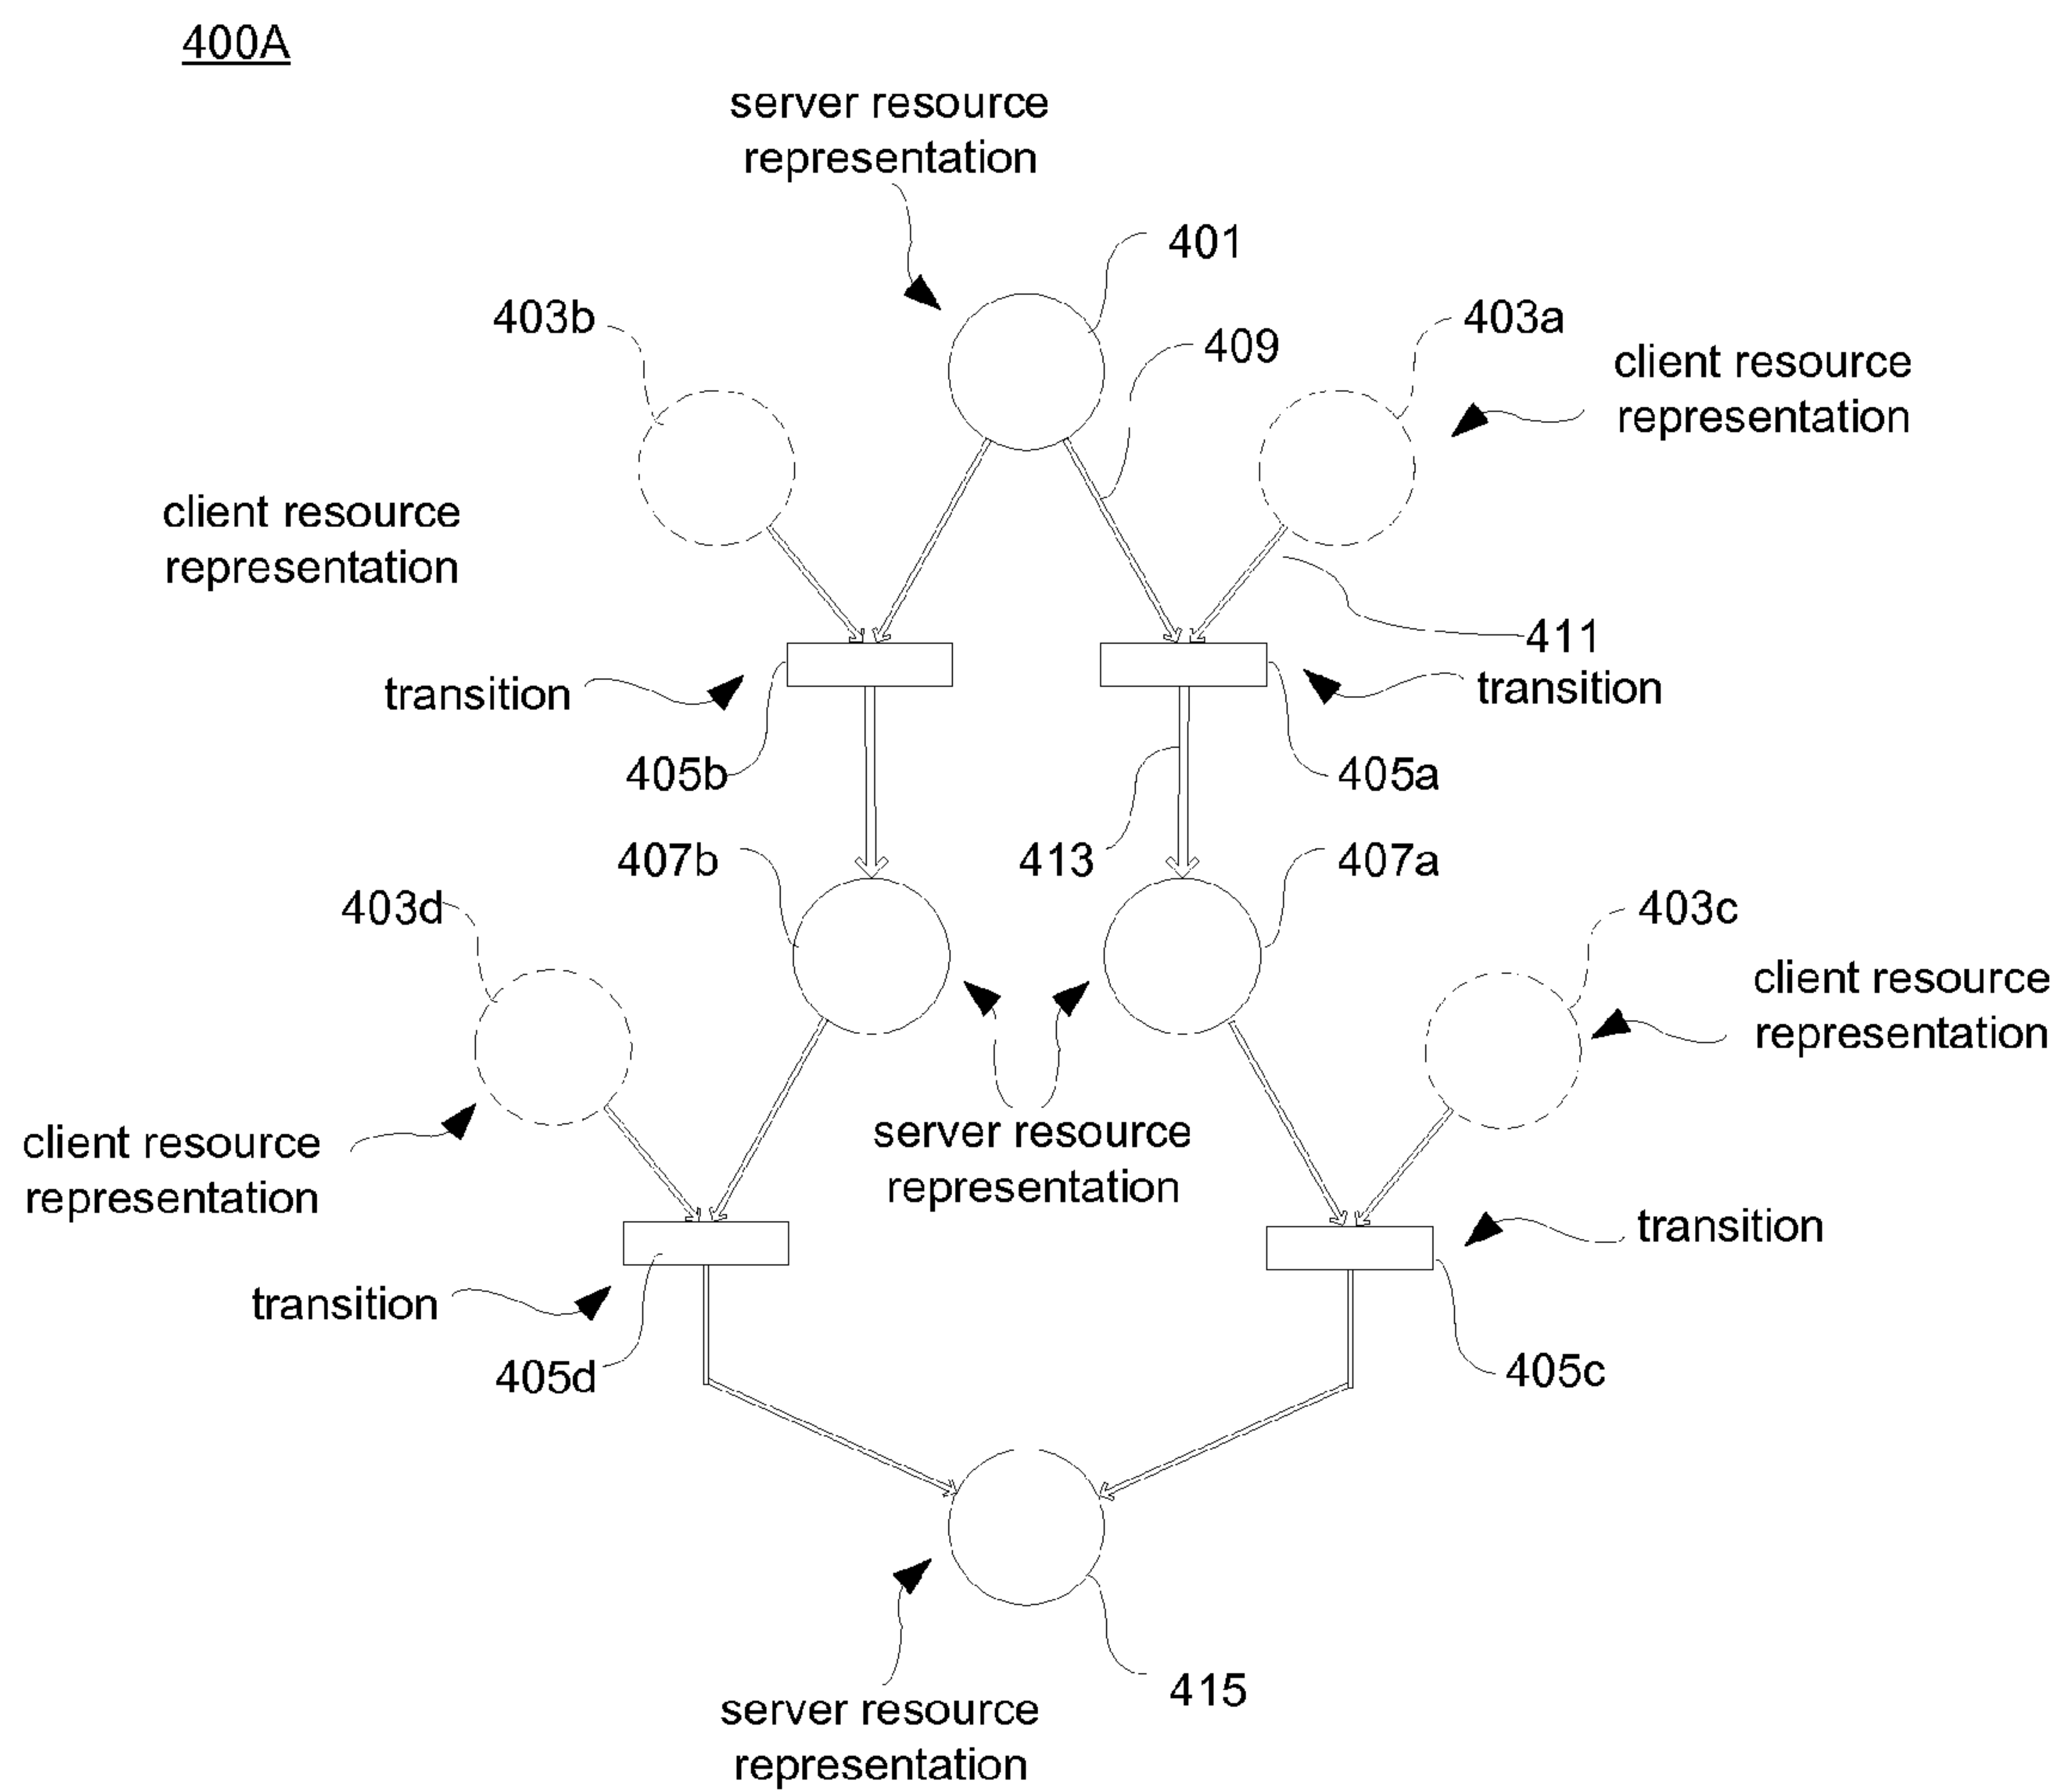 400A
server resource
representation
401
403b
403a
409
client resource
representation
client resource
representation
411
transition
transition
405b
405a
407b
413
407a
403d
403c
client resource
representation
server resource
representation
client resource
representation
transition
transition
405d
405c
415
server resource
representation